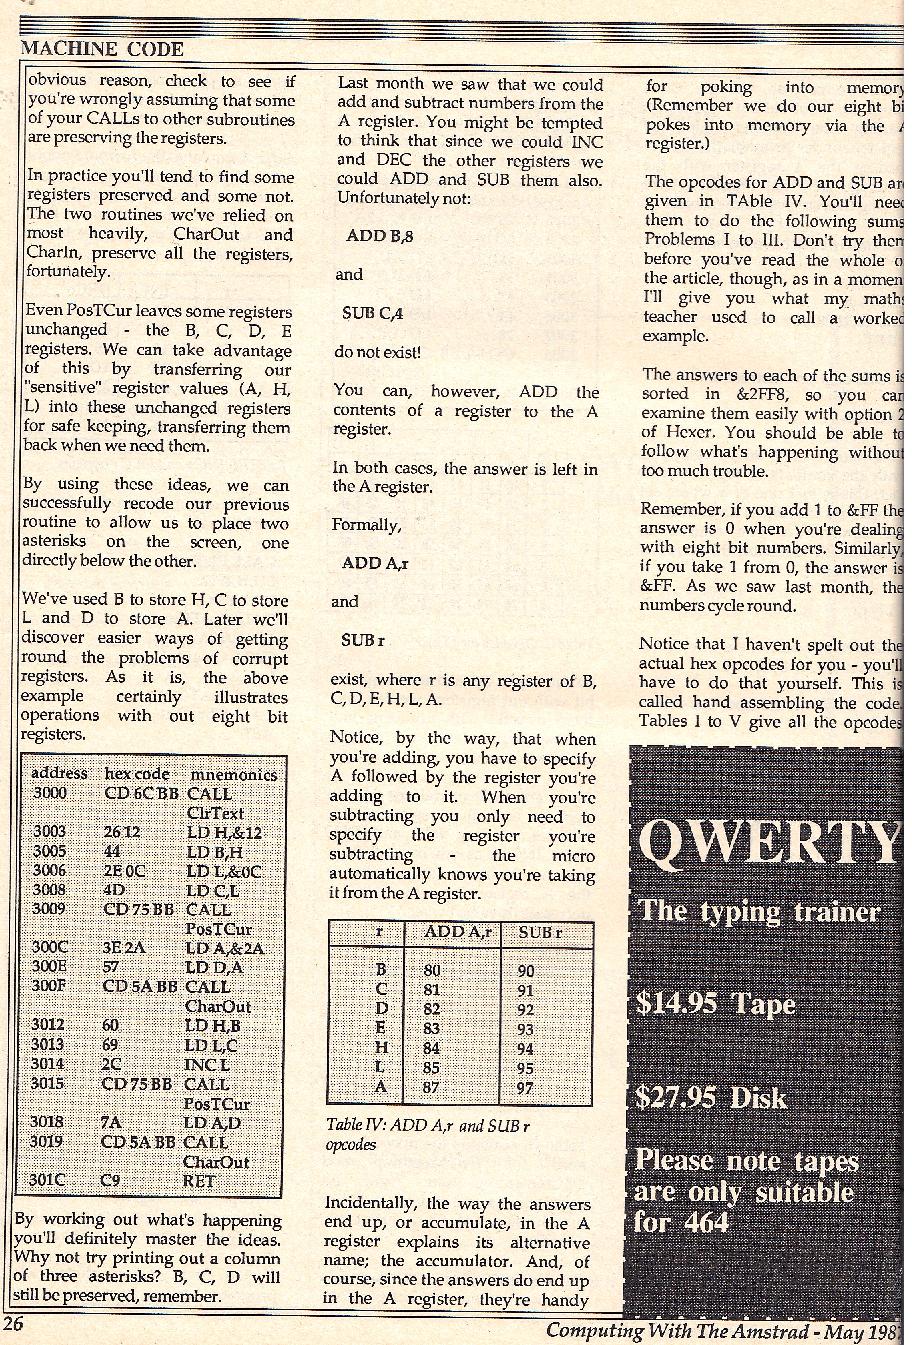 MACHINE CODE
obvious reason, check to see if
you're wrongly assuming that some
of your CALLs to other subroutines
are preserving the registers.
In practice you'll tend to find some
registers preserved and some not.
The two routines we've relied on
most heavily, CharOut and
CharIn, preserve all the registers,
fortunately.
Even PosTCur leaves some registers
unchanged - the B, C, D, E
registers. We can take advantage
of this by transferring our
"sensitive" register values (A, H,
L) into these unchanged registers
for safe keeping, transferring them
back when we need them.
By using these ideas, we can
successfully recode our previous
routine to allow us to place two
asterisks on the screen, one
directly below the other.
We've used B to store H, C to store
L and D to store A. Later we'll
discover easier ways of getting
round the problems of corrupt
registers. As it is, the above
example certainly illustrates
operations with out eight bit
registers.
address hex code mnemonics
3000 CD 6C BB CALL
ClrText
3003 26 12 LD H,&12
3005 44 LD B,H
3006 2E 0C LD L,&0C
3008 4D LD C,L
3009 CD 75 BB CALL
PosTCur
300C 3E 2A LD A,&2A
300E 57 LD D,A
300F CD 5A BB CALL
CharOut
3012 60 LD H,B
3013 69 LD L,C
3014 2C INC L
3015 CD 75 BB CALL
PosTCur
3018 7A LD A,D
3019 CD 5A BB CALL
CharOut
301C C9 RET
By working out what's happening
you'll definitely master the ideas.
Why not try printing out a column
of three asterisks? B, C, D will
still be preserved, remember.
Last month we saw that we could
add and subtract numbers from the
A register. You might be tempted
to think that since we could INC
and DEC the other registers we
could ADD and SUB them also.
Unfortunately not:
ADD B,8
and
SUB C,4
do not exist!
You can, however, ADD the
contents of a register to the A
register.
In both cases, the answer is left in
the A register.
Formally,
ADD A,r
and
SUB r
exist, where r is any register of B,
C, D, E, H, L, A.
Notice, by the way, that when
you're adding, you have to specify
A followed by the register you're
adding to it. When you're
subtracting you only need to
specify the register you're
subtracting - the micro
automatically knows you're taking
it from the A register.
r ADD A,r SUB r
B 80 90
C 81 91
D 82 92
E 83 93
H 84 94
L 85 95
A 87 97
Table IV: ADD A,r and SUB r
opcodes
Incidentally, the way the answers
end up, or accumulate, in the A
register explains its alternative
name; the accumulator. And, of
course, since the answers do end up
in the A register, they're handy
for poking into memory
(Remember we do our eight bi
pokes into memory via the A
register.)
The opcodes for ADD and SUB ar
given in TAble IV. You'll need
them to do the following sums
Problems I to III. Don't try them
before you've read the whole o
the article, though, as in a momen
I'll give you what my maths
teacher used to call a worked
example.
The answers to each of the sums is
sorted in &2FF8, so you can
examine them easily with option 2
of Hexer. You should be able to
follow what's happening without
too much trouble.
Remember, if you add 1 to &FF the
answer is 0 when you're dealing
with eight bit numbers. Similarly,
if you take 1 from 0, the answer is
&FF. As we saw last month, the
numbers cycle round.
Notice that I haven't spelt out the
actual hex opcodes for you - you'll
have to do that yourself. This is
called hand assembling the code.
Tables I to V give all the opcodes
QWERTY
The typing trainer
$14.95 Tape
$27.95 Disk
Please note tapes
are only suitable
for 464
26
Computing With The Amstrad - May 1987